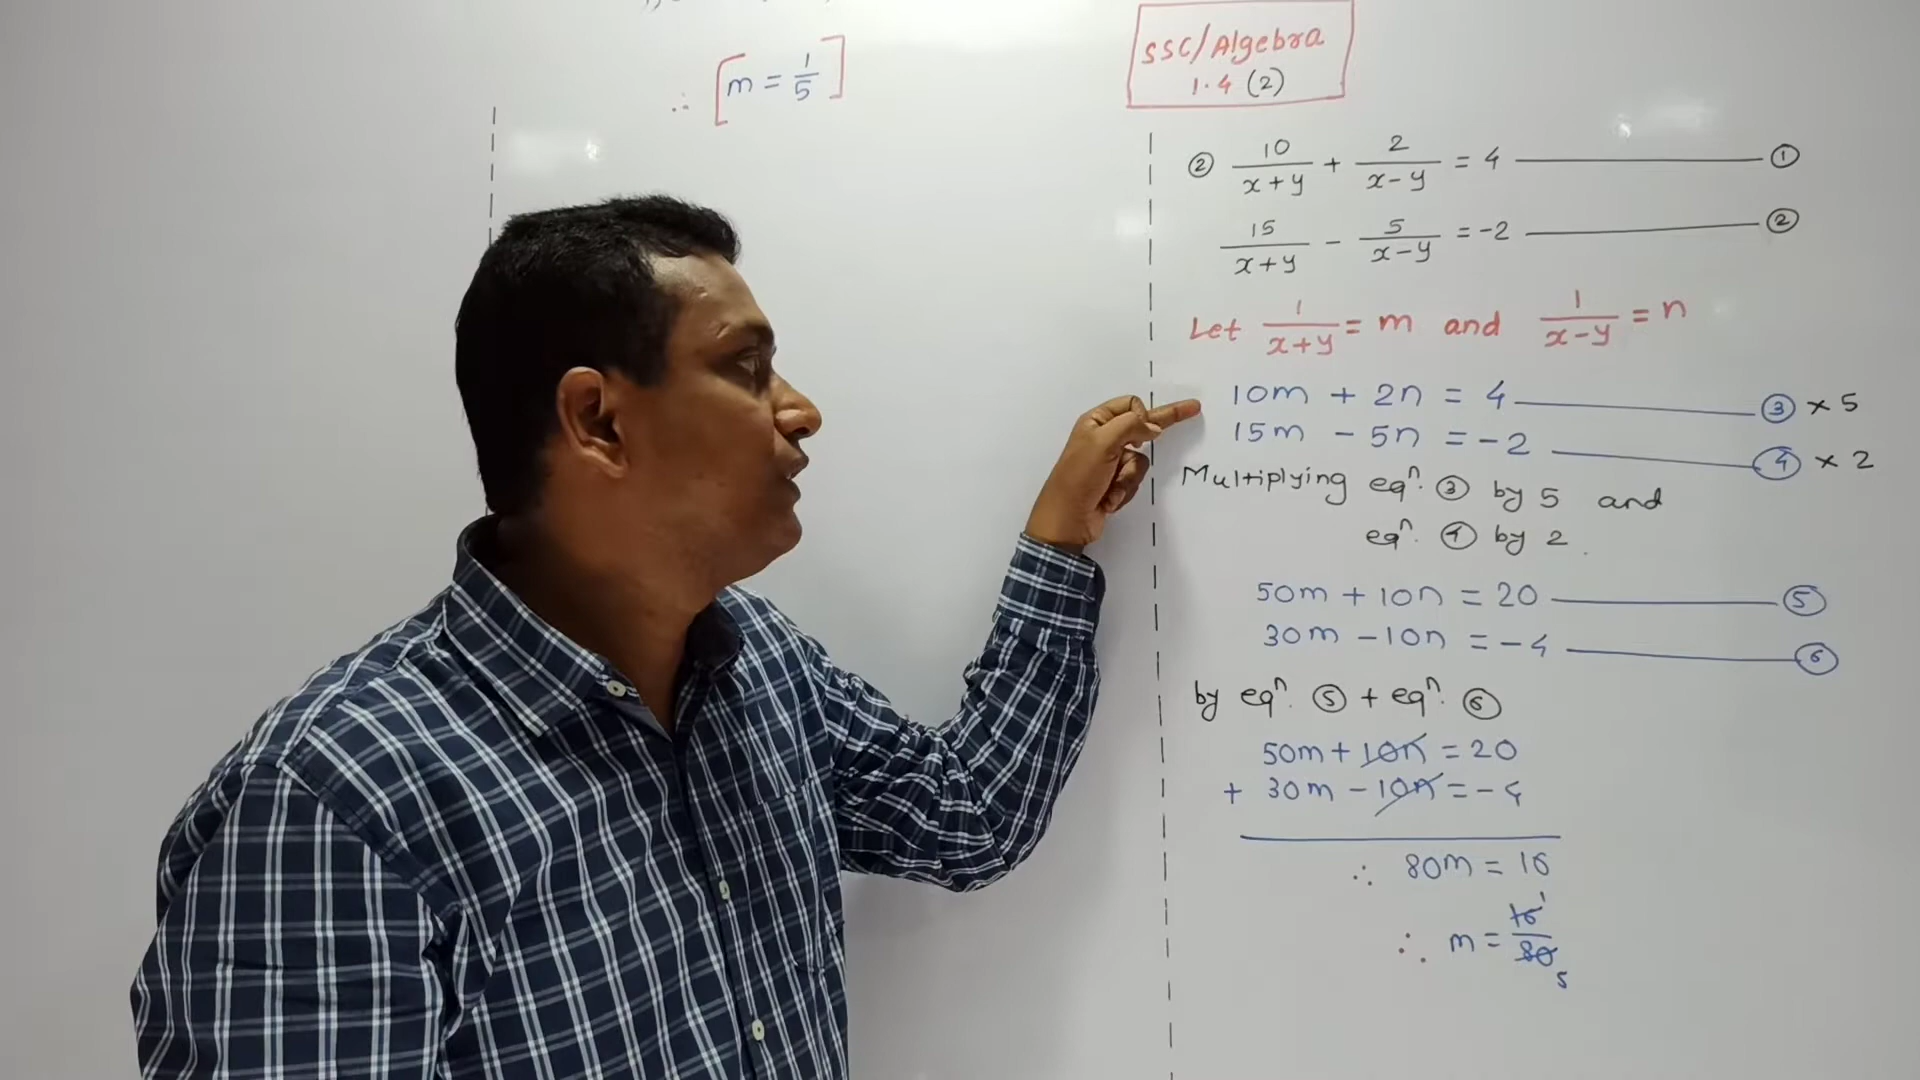 SSC/Algebra
1.4 (2)
② 10/(x+y) + 2/(x-y) = 4 ①
15/(x+y) - 5/(x-y) = -2 ②
Let 1/(x+y) = m and 1/(x-y) = n
10m + 2n = 4 ③ × 5
15m - 5n = -2 ④ × 2
Multiplying eqⁿ. ③ by 5 and
eqⁿ. ④ by 2.
50m + 10n = 20 ⑤
30m - 10n = -4 ⑥
by eqⁿ. ⑤ + eqⁿ. ⑥
50m + 10n = 20
+ 30m - 10n = -4
∴ 80m = 16
∴ m = 16/80 1 5
∴ [m = 1/5]